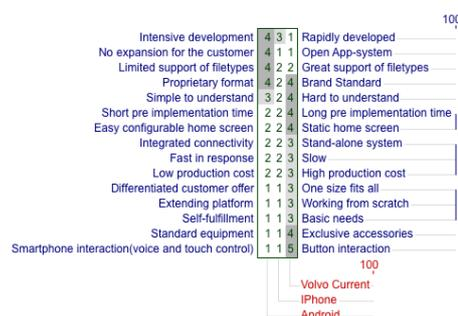 100
Intensive development 4 3 1 Rapidly developed
No expansion for the customer 4 1 1 Open App-system
Limited support of filetypes 4 2 2 Great support of filetypes
Proprietary format 4 2 4 Brand Standard
Simple to understand 3 2 4 Hard to understand
Short pre implementation time 2 2 4 Long pre implementation time
Easy configurable home screen 2 2 4 Static home screen
Integrated connectivity 2 2 3 Stand-alone system
Fast in response 2 2 3 Slow
Low production cost 2 2 3 High production cost
Differentiated customer offer 1 1 3 One size fits all
Extending platform 1 1 3 Working from scratch
Self-fulfillment 1 1 3 Basic needs
Standard equipment 1 1 4 Exclusive accessories
Smartphone interaction(voice and touch control) 1 1 5 Button interaction
100
Volvo Current
IPhone
Android